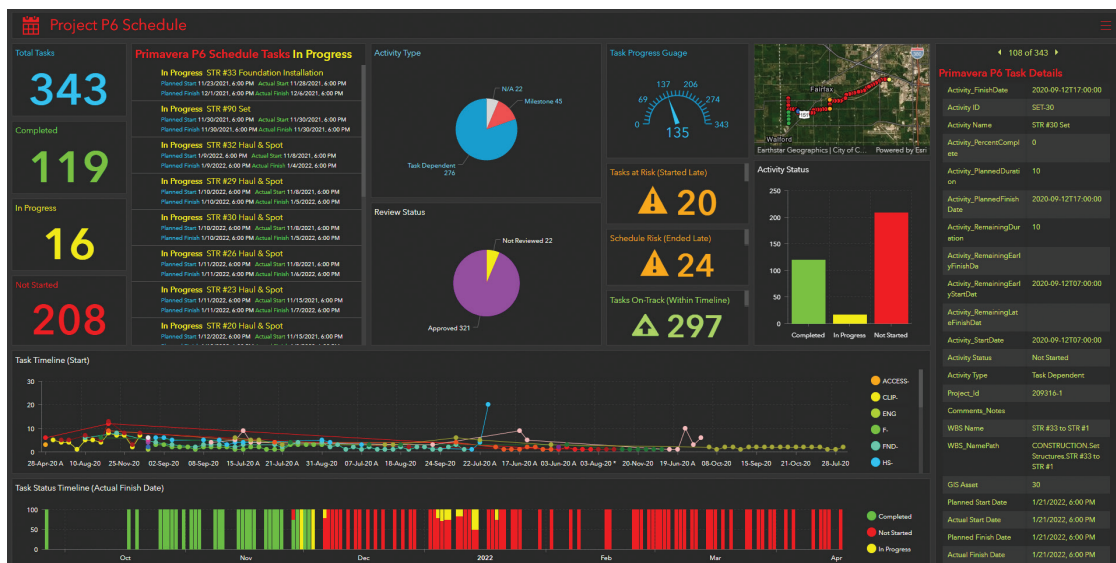 Project P6 Schedule
Total Tasks
343
Completed
119
In Progress
16
Not Started
208
Primavera P6 Schedule Tasks In Progress
In Progress STR #33 Foundation Installation
Planned Start 11/23/2021, 6:00 PM Actual Start 11/28/2021, 6:00 PM
Planned Finish 12/1/2021, 6:00 PM Actual Finish 12/6/2021, 6:00 PM
In Progress STR #90 Set
Planned Start 11/30/2021, 6:00 PM Actual Start 11/30/2021, 6:00 PM
Planned Finish 11/30/2021, 6:00 PM Actual Finish 11/30/2021, 6:00 PM
In Progress STR #32 Haul & Spot
Planned Start 1/9/2022, 6:00 PM Actual Start 11/8/2021, 6:00 PM
Planned Finish 1/9/2022, 6:00 PM Actual Finish 1/4/2022, 6:00 PM
In Progress STR #29 Haul & Spot
Planned Start 1/10/2022, 6:00 PM Actual Start 11/8/2021, 6:00 PM
Planned Finish 1/10/2022, 6:00 PM Actual Finish 1/5/2022, 6:00 PM
In Progress STR #30 Haul & Spot
Planned Start 1/10/2022, 6:00 PM Actual Start 11/8/2021, 6:00 PM
Planned Finish 1/10/2022, 6:00 PM Actual Finish 1/5/2022, 6:00 PM
In Progress STR #26 Haul & Spot
Planned Start 1/11/2022, 6:00 PM Actual Start 11/8/2021, 6:00 PM
Planned Finish 1/11/2022, 6:00 PM Actual Finish 1/6/2022, 6:00 PM
In Progress STR #23 Haul & Spot
Planned Start 1/11/2022, 6:00 PM Actual Start 11/15/2021, 6:00 PM
Planned Finish 1/11/2022, 6:00 PM Actual Finish 1/7/2022, 6:00 PM
In Progress STR #20 Haul & Spot
Planned Start 1/12/2022, 6:00 PM Actual Start 11/15/2021, 6:00 PM
Activity Type
N/A 22
Milestone 45
Task Dependent
276
Review Status
Not Reviewed 22
Approved 321
Task Progress Guage
0
69
137
206
274
343
135
Tasks at Risk (Started Late)
20
Schedule Risk (Ended Late)
24
Tasks On-Track (Within Timeline)
297
Fairfax
151
Walford
Earthstar Geographics | City of C... Powered by Esri
Activity Status
250
200
150
100
50
0
Completed In Progress Not Started
108 of 343
Primavera P6 Task Details
Activity_FinishDate 2020-09-12T17:00:00
Activity ID SET-30
Activity Name STR #30 Set
Activity_PercentCompl
ete 0
Activity_PlannedDurati
on 10
Activity_PlannedFinish
Date 2020-09-12T17:00:00
Activity_RemainingDur
ation 10
Activity_RemainingEarl
yFinishDa
Activity_RemainingEarl
yStartDat 2020-09-12T07:00:00
Activity_RemainingLat
eFinishDat
Activity_StartDate 2020-09-12T07:00:00
Activity Status Not Started
Activity Type Task Dependent
Project_Id 209316-1
Comments_Notes
WBS Name STR #33 to STR #1
WBS_NamePath CONSTRUCTION.Set
Structures.STR #33 to
STR #1
GIS Asset 30
Planned Start Date 1/21/2022, 6:00 PM
Actual Start Date 1/21/2022, 6:00 PM
Planned Finish Date 1/21/2022, 6:00 PM
Actual Finish Date 1/21/2022, 6:00 PM
Task Timeline (Start)
30
20
10
0
28-Apr-20 A 10-Aug-20 25-Nov-20 02-Sep-20 08-Sep-20 15-Jul-20 A 21-Jul-20 A 31-Aug-20 07-Jul-20 A 18-Aug-20 24-Sep-20 22-Jul-20 A 17-Jun-20 A 03-Jun-20 A 03-Aug-20 * 20-Nov-20 19-Jun-20 A 08-Oct-20 15-Sep-20 21-Oct-20 28-Jul-20
ACCESS-
CLIP-
ENG
F-
FND-
HS-
Task Status Timeline (Actual Finish Date)
100
50
0
Oct Nov Dec 2022 Feb Mar Apr
Completed
Not Started
In Progress